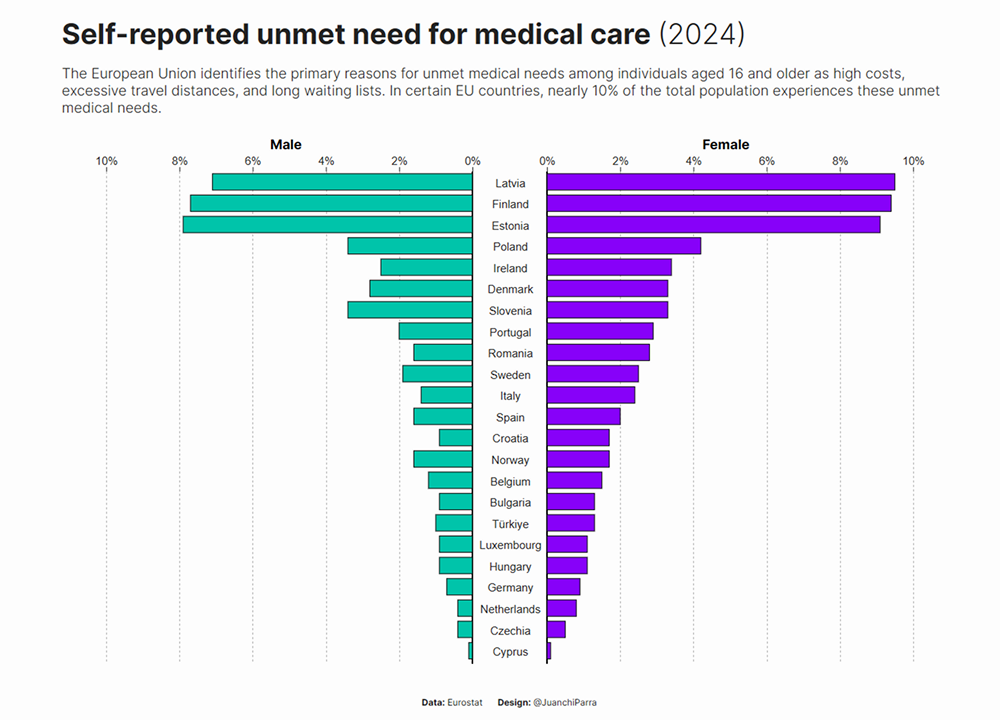 Self-reported unmet need for medical care (2024)
The European Union identifies the primary reasons for unmet medical needs among individuals aged 16 and older as high costs,
excessive travel distances, and long waiting lists. In certain EU countries, nearly 10% of the total population experiences these unmet
medical needs.
Male Female
10% 8% 6% 4% 2% 0% 0% 2% 4% 6% 8% 10%
Latvia
Finland
Estonia
Poland
Ireland
Denmark
Slovenia
Portugal
Romania
Sweden
Italy
Spain
Croatia
Norway
Belgium
Bulgaria
Türkiye
Luxembourg
Hungary
Germany
Netherlands
Czechia
Cyprus
Data: Eurostat Design: @JuanchiParra